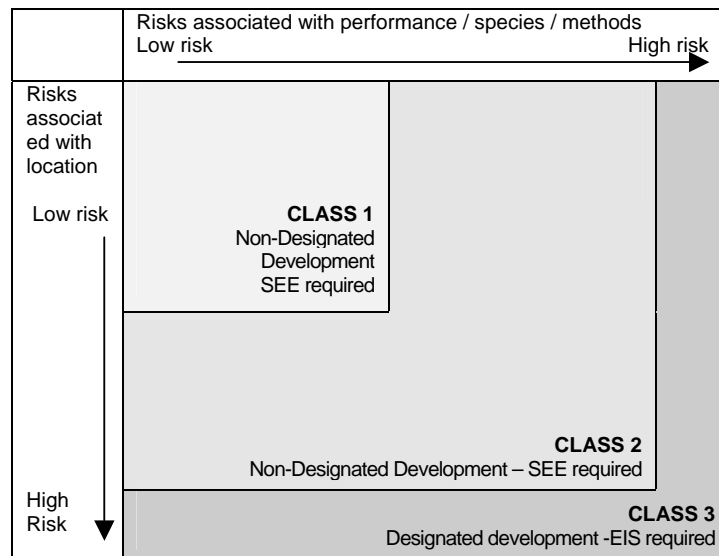 Risks associated with performance / species / methods
Low risk High risk
Risks
associat
ed with
location
Low risk
High
Risk
CLASS 1
Non-Designated
Development
SEE required
CLASS 2
Non-Designated Development – SEE required
CLASS 3
Designated development -EIS required